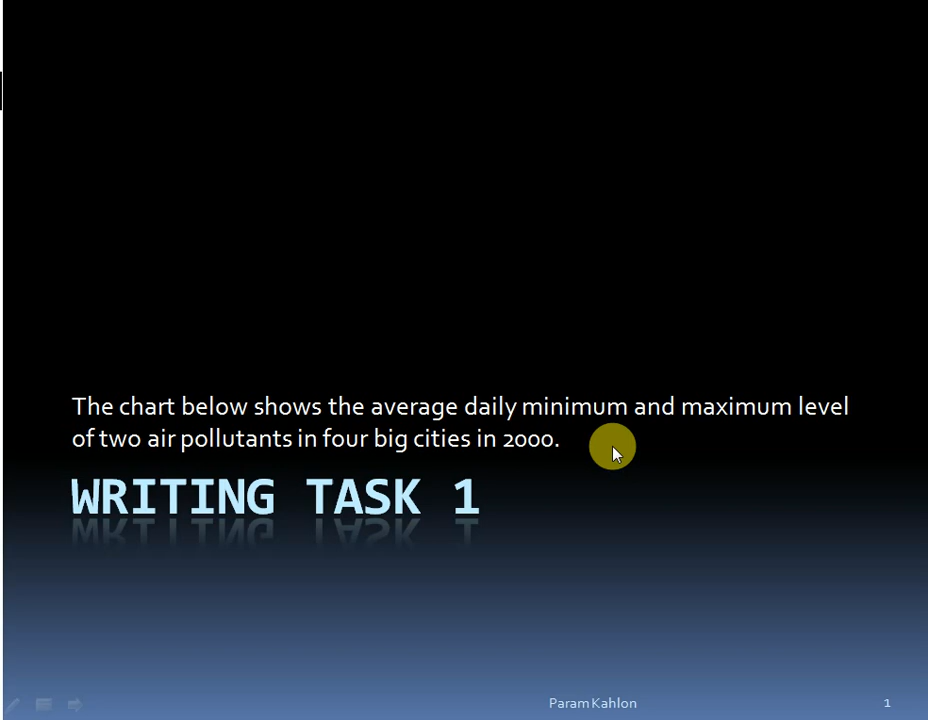 The chart below shows the average daily minimum and maximum level
of two air pollutants in four big cities in 2000.
WRITING TASK 1
Param Kahlon
1